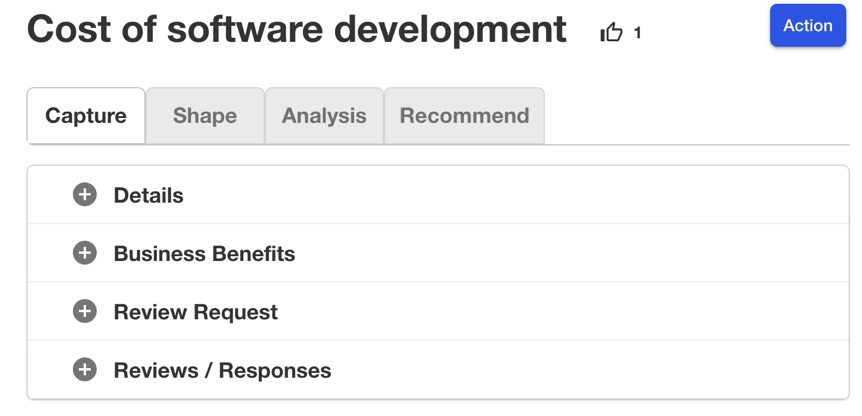 Cost of software development 1 Action
Capture Shape Analysis Recommend
Details
Business Benefits
Review Request
Reviews / Responses